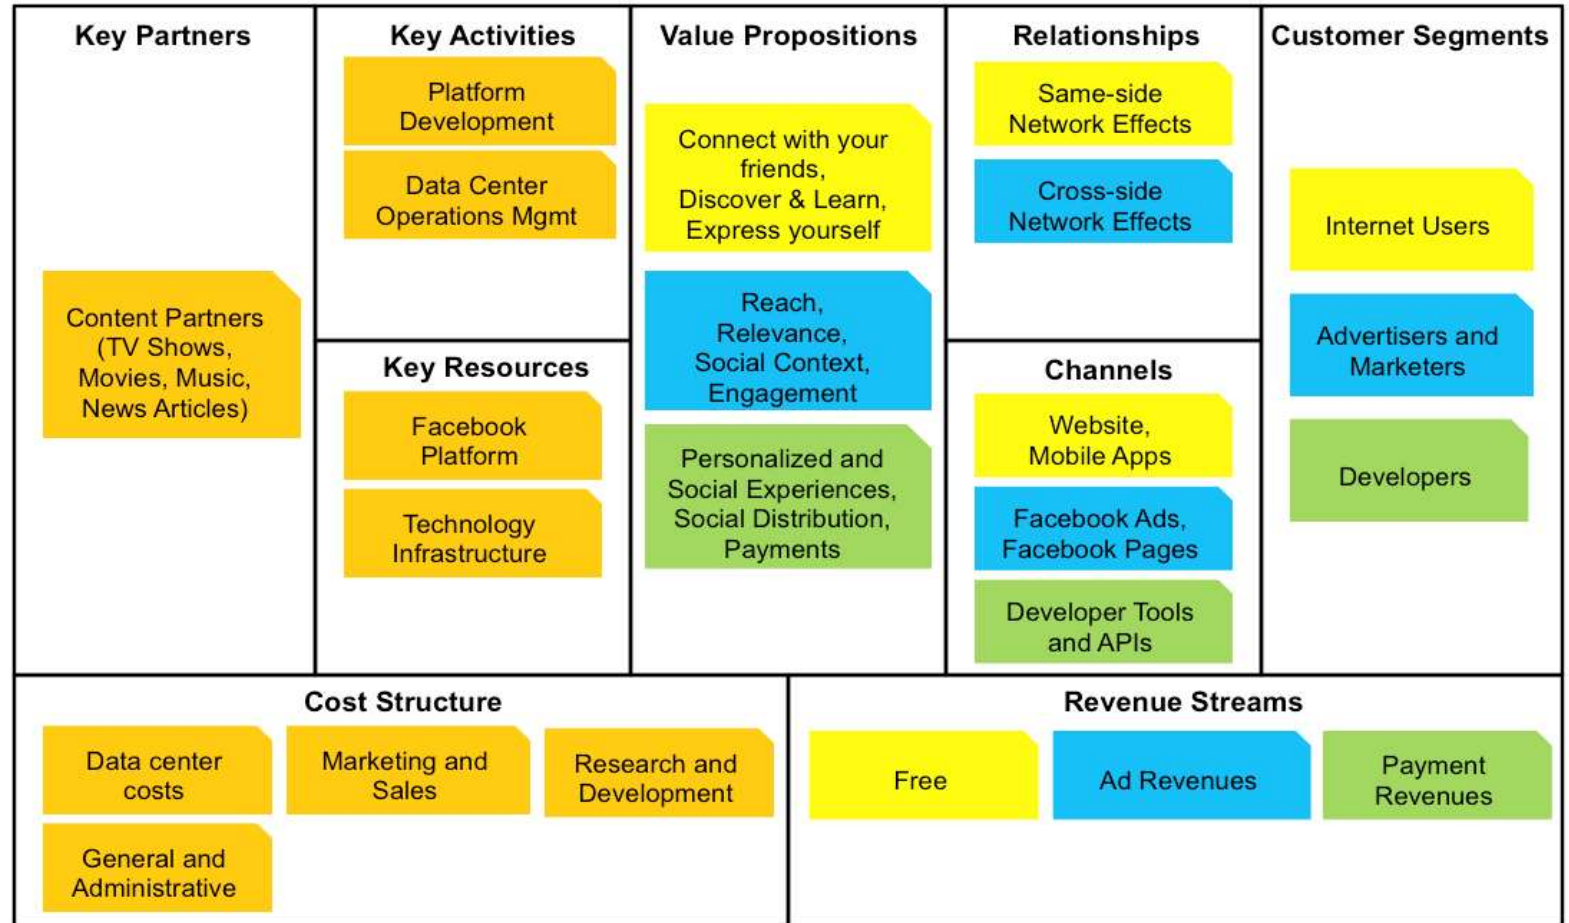 Key Partners
Content Partners
(TV Shows,
Movies, Music,
News Articles)
Key Activities
Platform
Development
Data Center
Operations Mgmt
Key Resources
Facebook
Platform
Technology
Infrastructure
Value Propositions
Connect with your
friends,
Discover & Learn,
Express yourself
Reach,
Relevance,
Social Context,
Engagement
Personalized and
Social Experiences,
Social Distribution,
Payments
Relationships
Same-side
Network Effects
Cross-side
Network Effects
Channels
Website,
Mobile Apps
Facebook Ads,
Facebook Pages
Developer Tools
and APIs
Customer Segments
Internet Users
Advertisers and
Marketers
Developers
Cost Structure
Data center
costs
Marketing and
Sales
Research and
Development
General and
Administrative
Revenue Streams
Free
Ad Revenues
Payment
Revenues